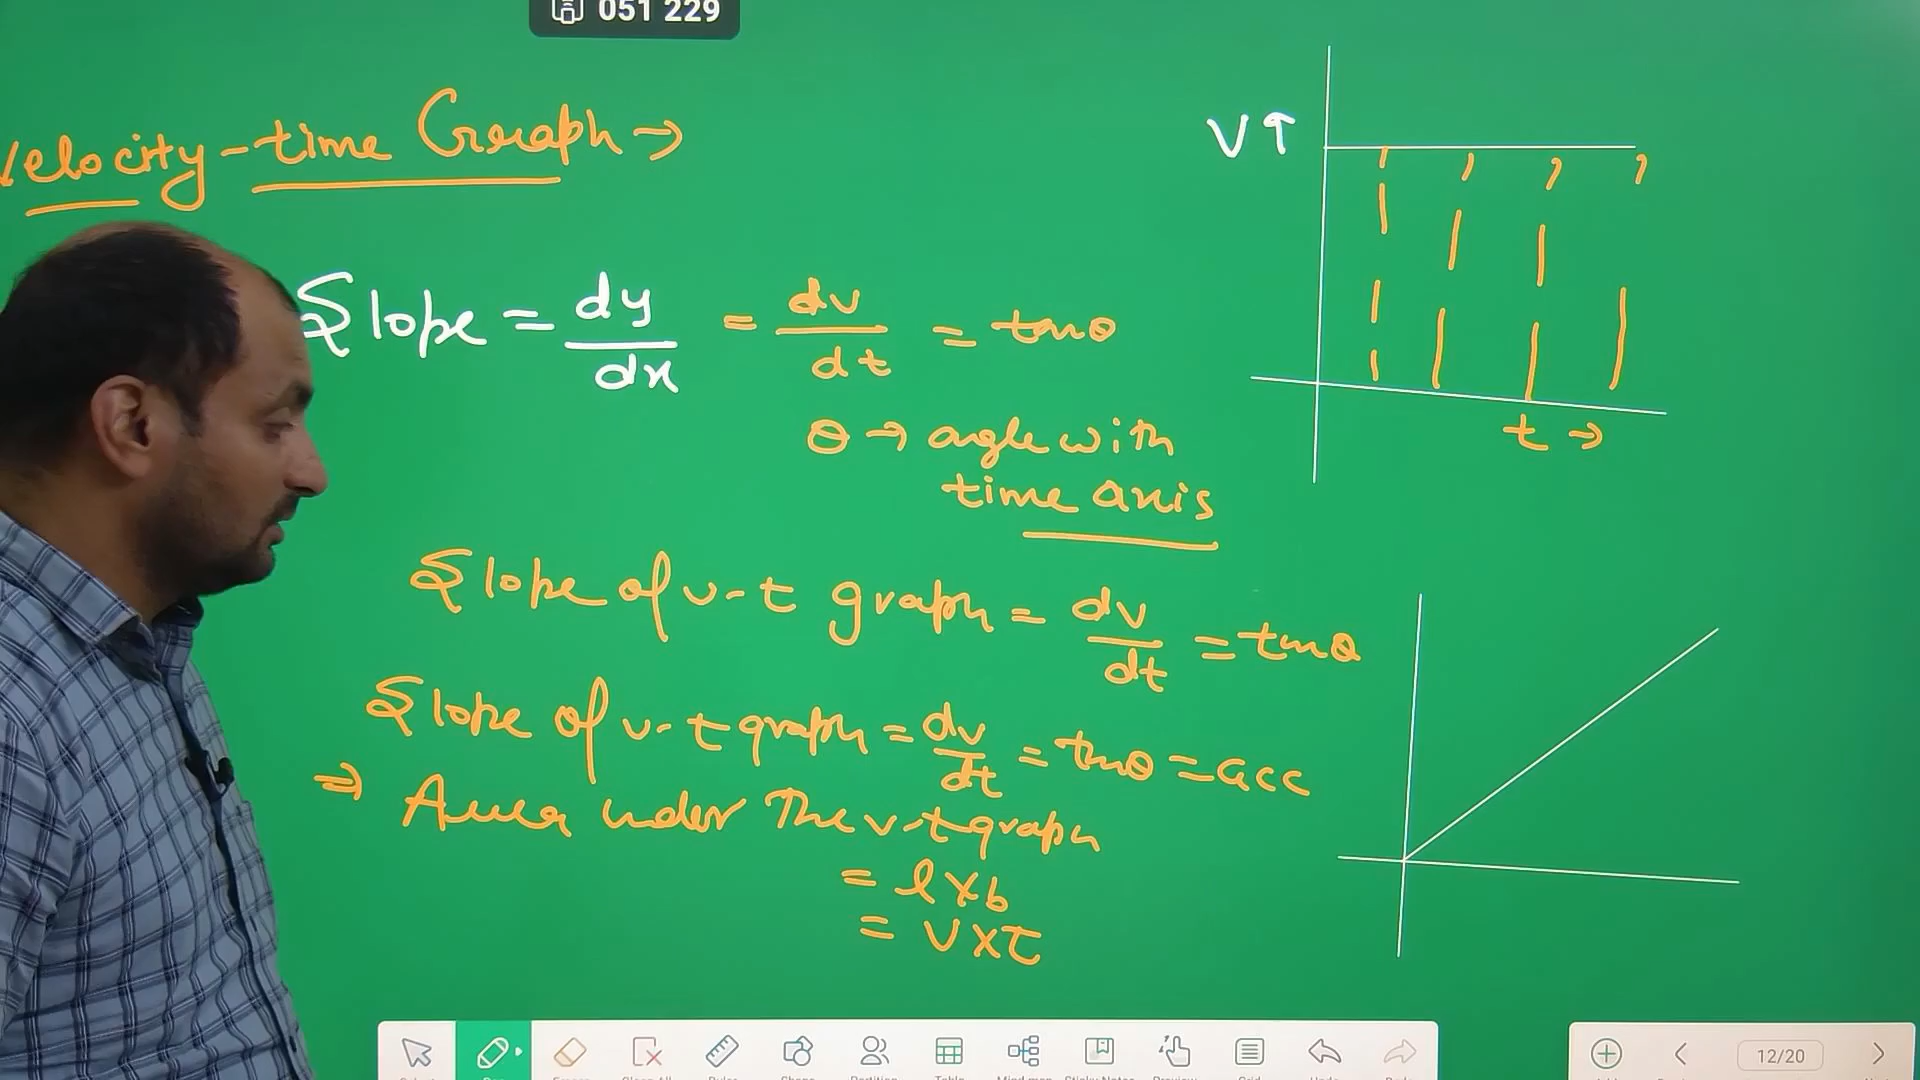 051 229
Velocity-time Graph →
V↑
Slope = dy/dx = dv/dt = tanθ
θ → angle with
time axis
t →
Slope of v-t graph = dv/dt = tanθ
Slope of v-t graph = dv/dt = tanθ = acc
⇒ Area under the v-t graph
= l×b
= v×t
12/20